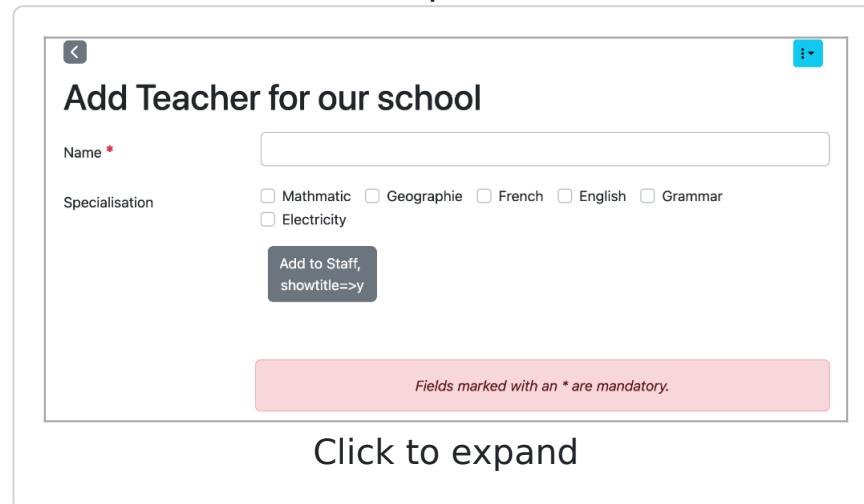 Add Teacher for our school
Name *
Specialisation
Mathmatic Geographie French English Grammar
Electricity
Add to Staff,
showtitle=>y
Fields marked with an * are mandatory.
Click to expand